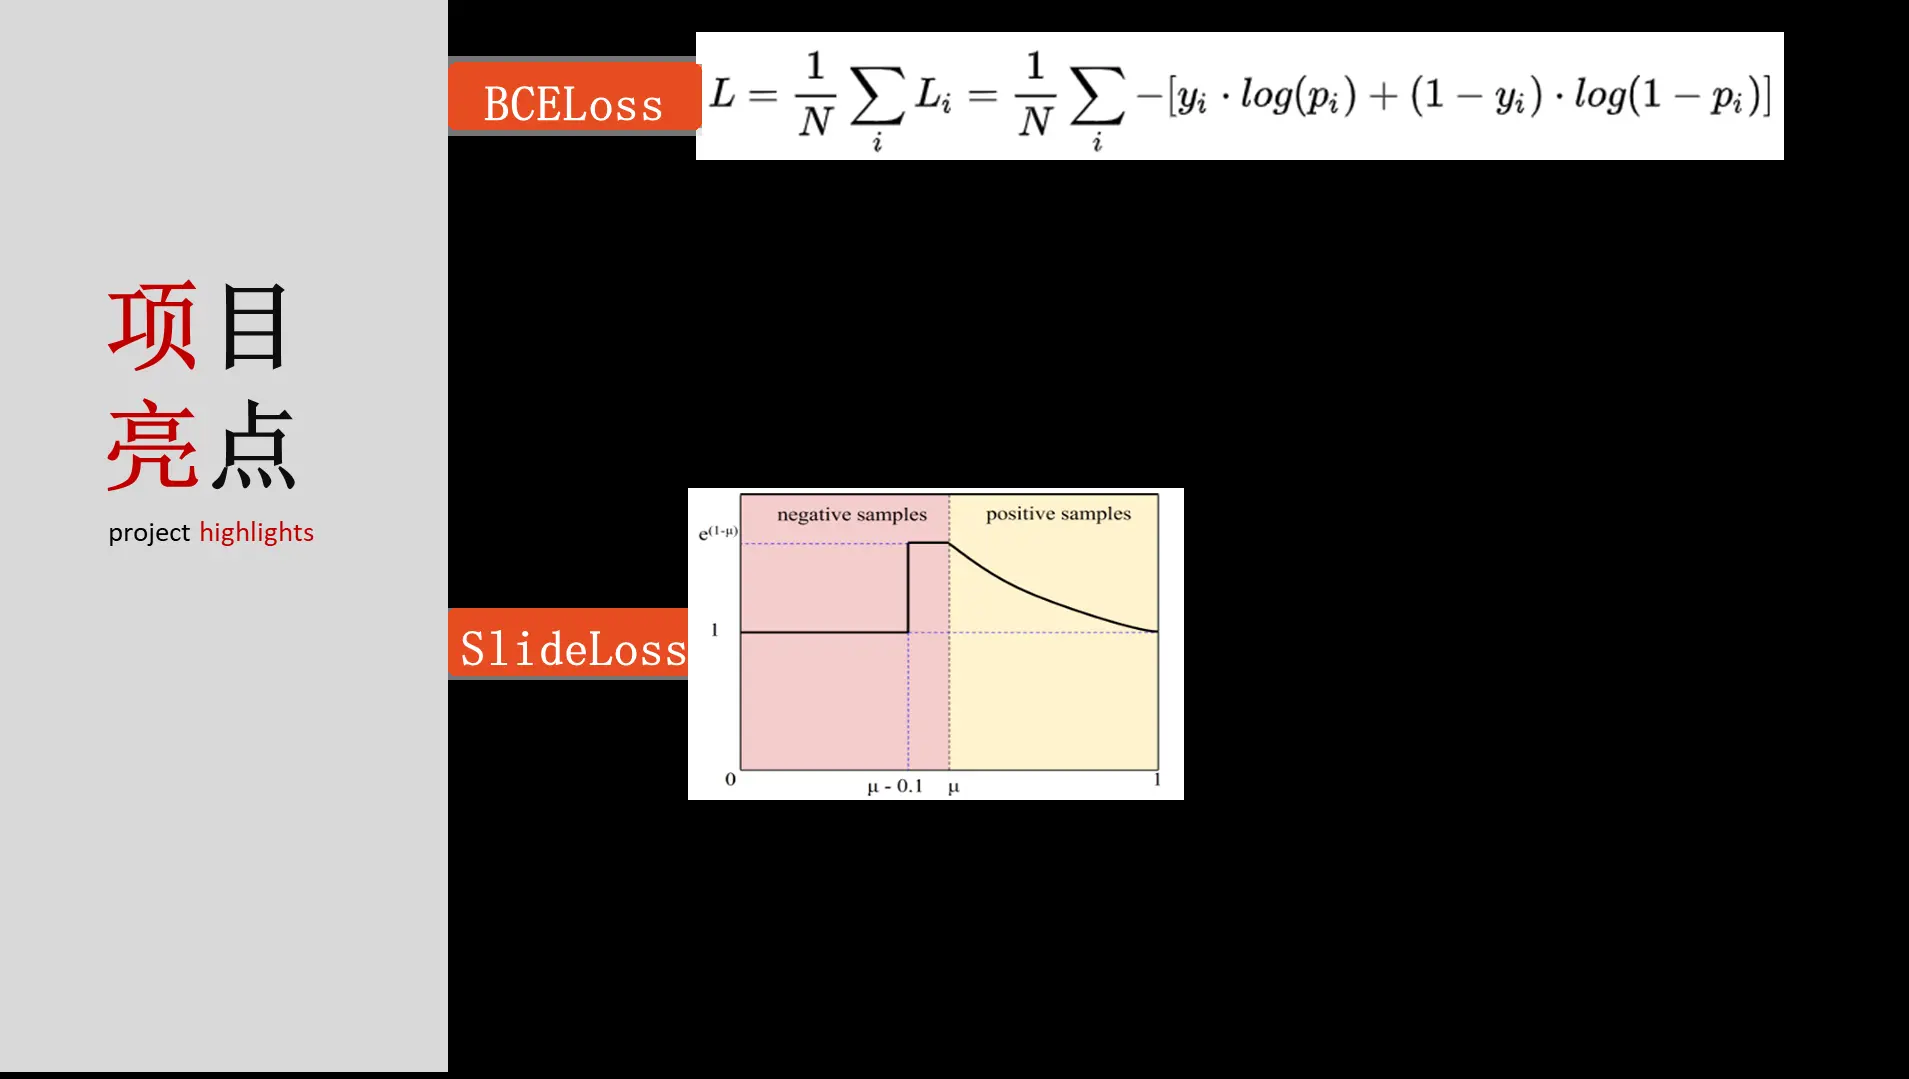 项目
亮点
project highlights
BCELoss
L = \frac{1}{N} \sum_{i} L_i = \frac{1}{N} \sum_{i} -[y_i \cdot log(p_i) + (1 - y_i) \cdot log(1 - p_i)]
SlideLoss
negative samples
positive samples
e^{(1-μ)}
1
0
μ - 0.1
μ
1